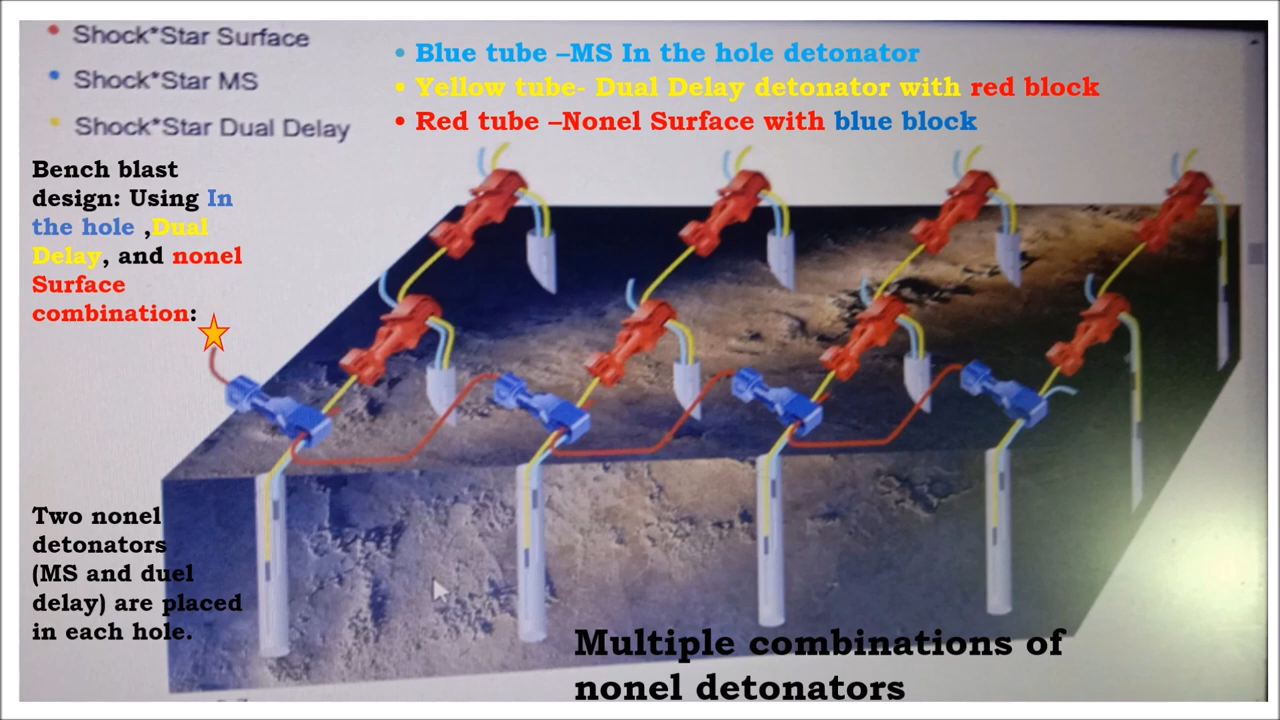 Shock*Star Surface
Shock*Star MS
Shock*Star Dual Delay
• Blue tube –MS In the hole detonator
• Yellow tube- Dual Delay detonator with red block
• Red tube –Nonel Surface with blue block
Bench blast
design: Using In
the hole ,Dual
Delay, and nonel
Surface
combination:
Two nonel
detonators
(MS and duel
delay) are placed
in each hole.
Multiple combinations of
nonel detonators